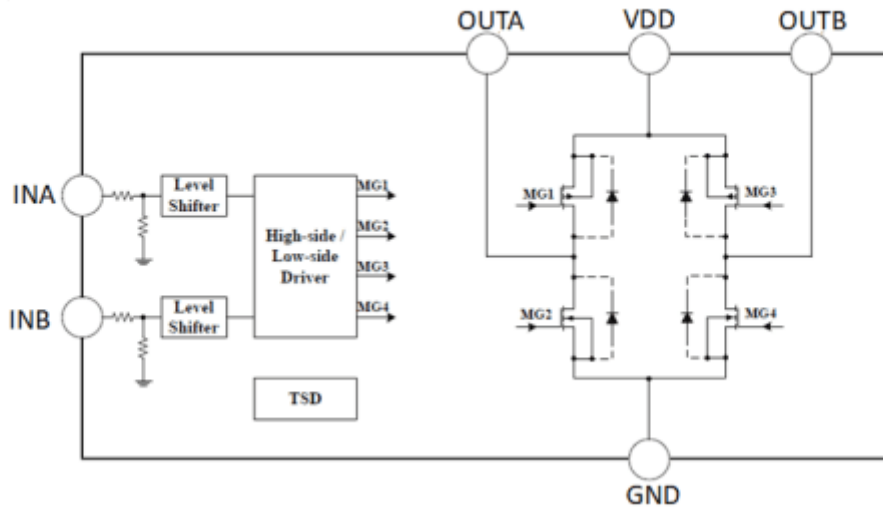 OUTA
VDD
OUTB
INA
Level
Shifter
MG1
MG2
MG3
MG4
High-side /
Low-side
Driver
INB
Level
Shifter
TSD
MG1
MG3
MG2
MG4
GND